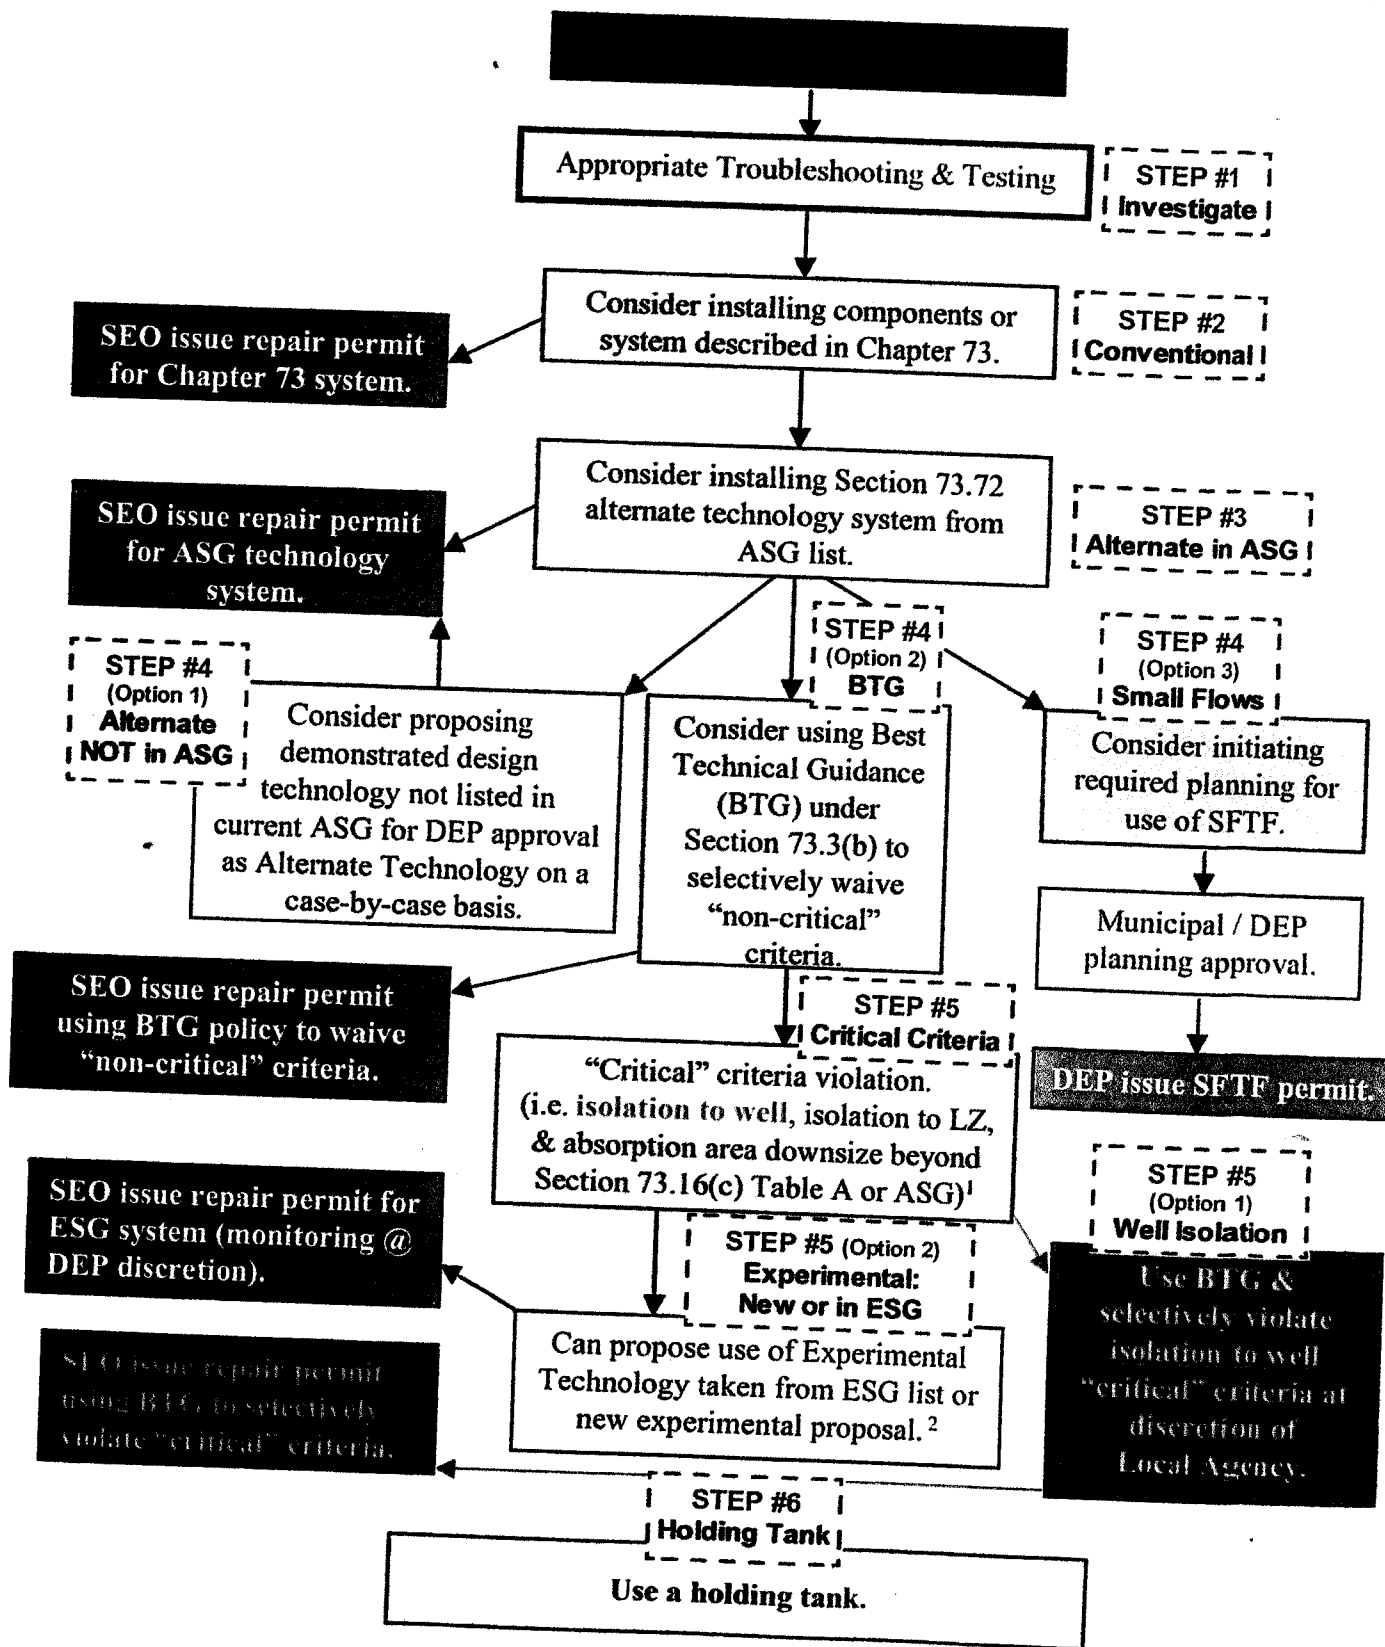 Appropriate Troubleshooting & Testing
STEP #1
Investigate
Consider installing components or
system described in Chapter 73.
STEP #2
Conventional
SEO issue repair permit
for Chapter 73 system.
Consider installing Section 73.72
alternate technology system from
ASG list.
STEP #3
Alternate in ASG
SEO issue repair permit
for ASG technology
system.
STEP #4
(Option 1)
Alternate
NOT in ASG
Consider proposing
demonstrated design
technology not listed in
current ASG for DEP approval
as Alternate Technology on a
case-by-case basis.
STEP #4
(Option 2)
BTG
Consider using Best
Technical Guidance
(BTG) under
Section 73.3(b) to
selectively waive
“non-critical”
criteria.
STEP #4
(Option 3)
Small Flows
Consider initiating
required planning for
use of SFTF.
Municipal / DEP
planning approval.
DEP issue SFTF permit.
SEO issue repair permit
using BTG policy to waive
“non-critical” criteria.
STEP #5
Critical Criteria
“Critical” criteria violation.
(i.e. isolation to well, isolation to LZ,
& absorption area downsize beyond
Section 73.16(c) Table A or ASG)¹
STEP #5
(Option 1)
Well Isolation
Use BTG &
selectively violate
isolation to well
“critical” criteria at
discretion of
Local Agency.
SEO issue repair permit for
ESG system (monitoring @
DEP discretion).
STEP #5 (Option 2)
Experimental:
New or in ESG
Can propose use of Experimental
Technology taken from ESG list or
new experimental proposal. ²
SEO issue repair permit
using BTG to selectively
violate “critical” criteria.
STEP #6
Holding Tank
Use a holding tank.